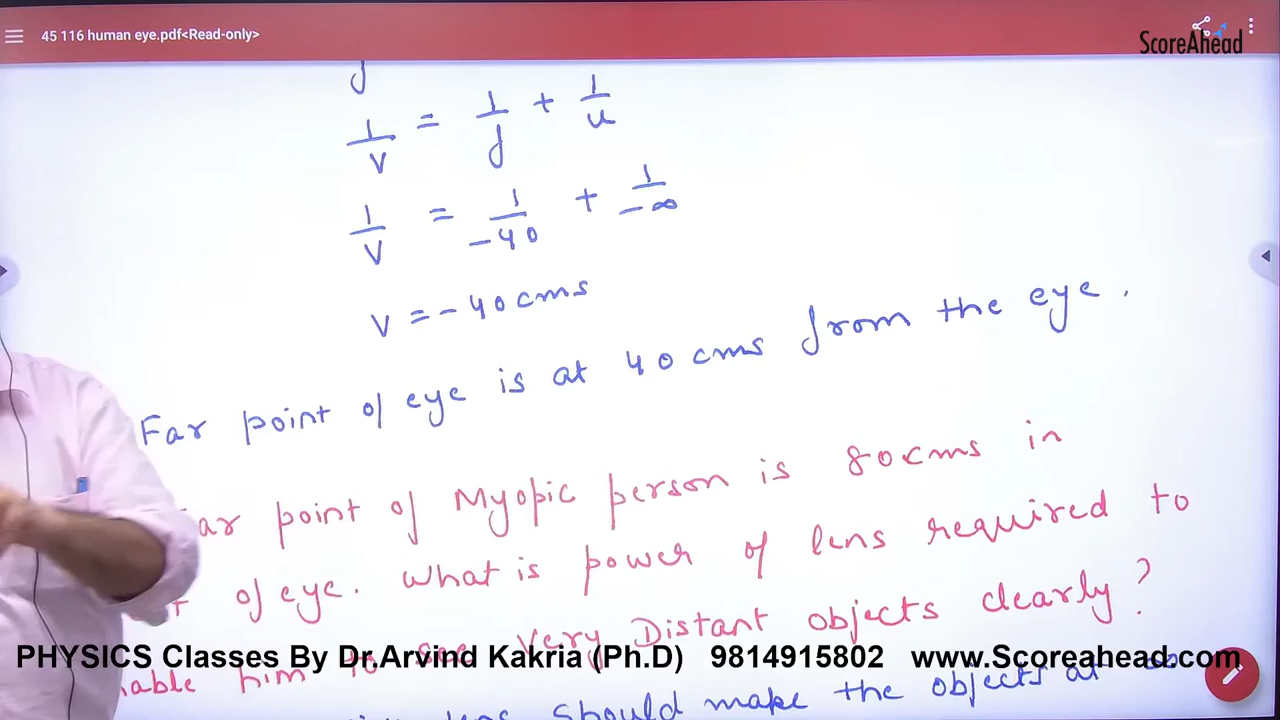 45 116 human eye.pdf<Read-only>
ScoreAhead
1/v = 1/f + 1/u
1/v = 1/-40 + 1/-∞
v = -40 cms
Far point of eye is at 40 cms from the eye.
far point of Myopic person is 80 cms in
of eye. What is power of lens required to
him to see Very Distant objects clearly?
PHYSICS Classes By Dr.Arvind Kakria (Ph.D) 9814915802 www.Scoreahead.com
lens should make the objects at ∞